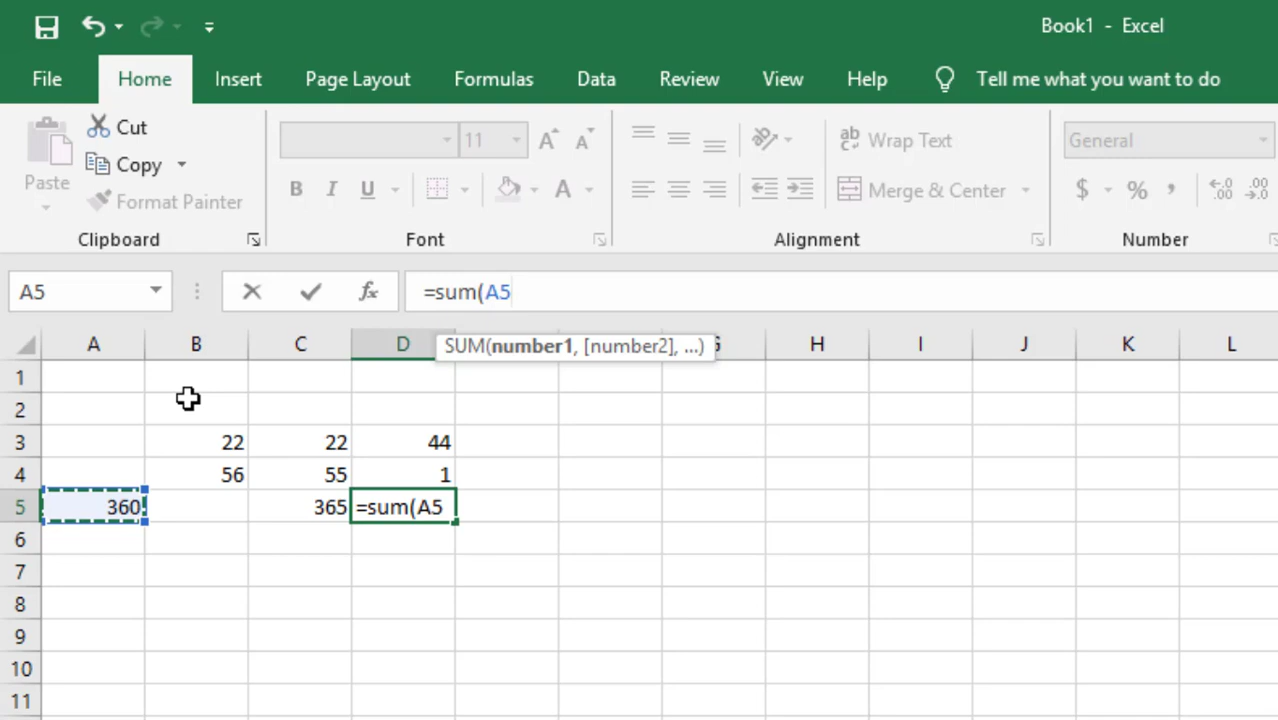 Book1 - Excel
File Home Insert Page Layout Formulas Data Review View Help Tell me what you want to do
Cut
Copy
Paste
Format Painter
11
Wrap Text
Merge & Center
General
$ % ,
Clipboard Font Alignment Number
A5 fx =sum(A5
SUM(number1, [number2], ...)
A B C D G H I J K L
1
2
3 22 22 44
4 56 55 1
5 360 365 =sum(A5
6
7
8
9
10
11